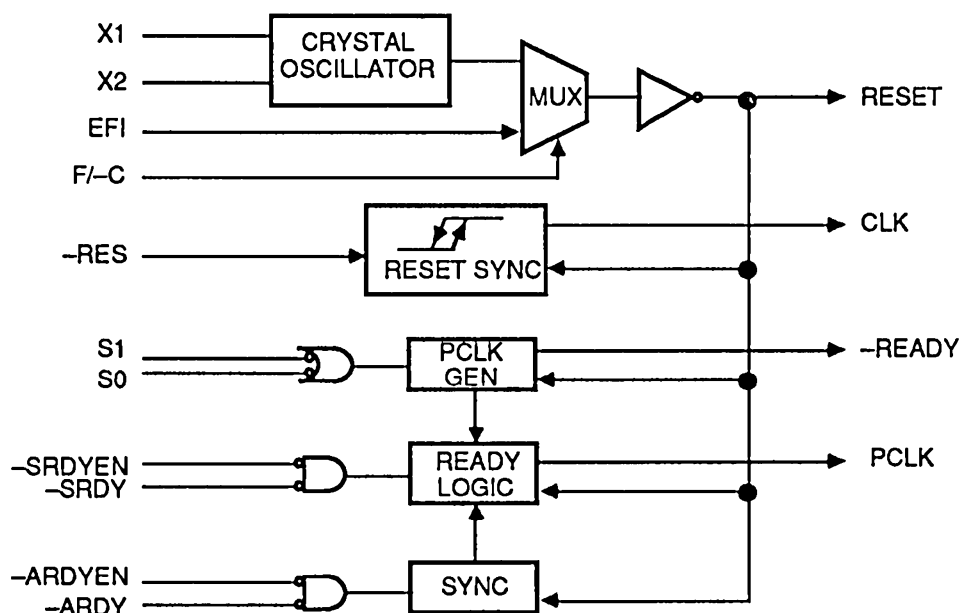 X1
X2
EFI
F/–C
CRYSTAL
OSCILLATOR
MUX
RESET
–RES
RESET SYNC
CLK
S1
S0
PCLK
GEN
–READY
–SRDYEN
–SRDY
READY
LOGIC
PCLK
–ARDYEN
–ARDY
SYNC